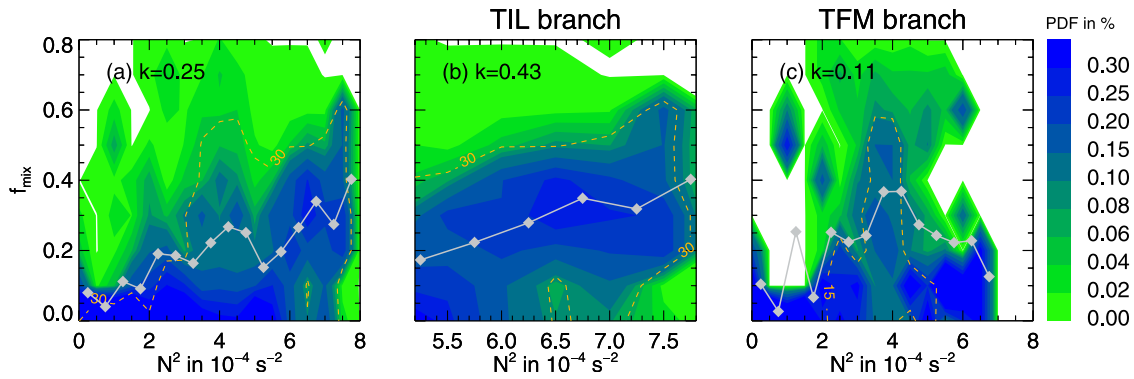 TIL branch
TFM branch
PDF in %
(a) k=0.25
(b) k=0.43
(c) k=0.11
f_mix
0.8
0.6
0.4
0.2
0.0
30
30
30
30
15
0.30
0.25
0.20
0.15
0.10
0.08
0.06
0.04
0.02
0.00
0 2 4 6 8
5.5 6.0 6.5 7.0 7.5
0 2 4 6 8
N² in 10⁻⁴ s⁻²
N² in 10⁻⁴ s⁻²
N² in 10⁻⁴ s⁻²